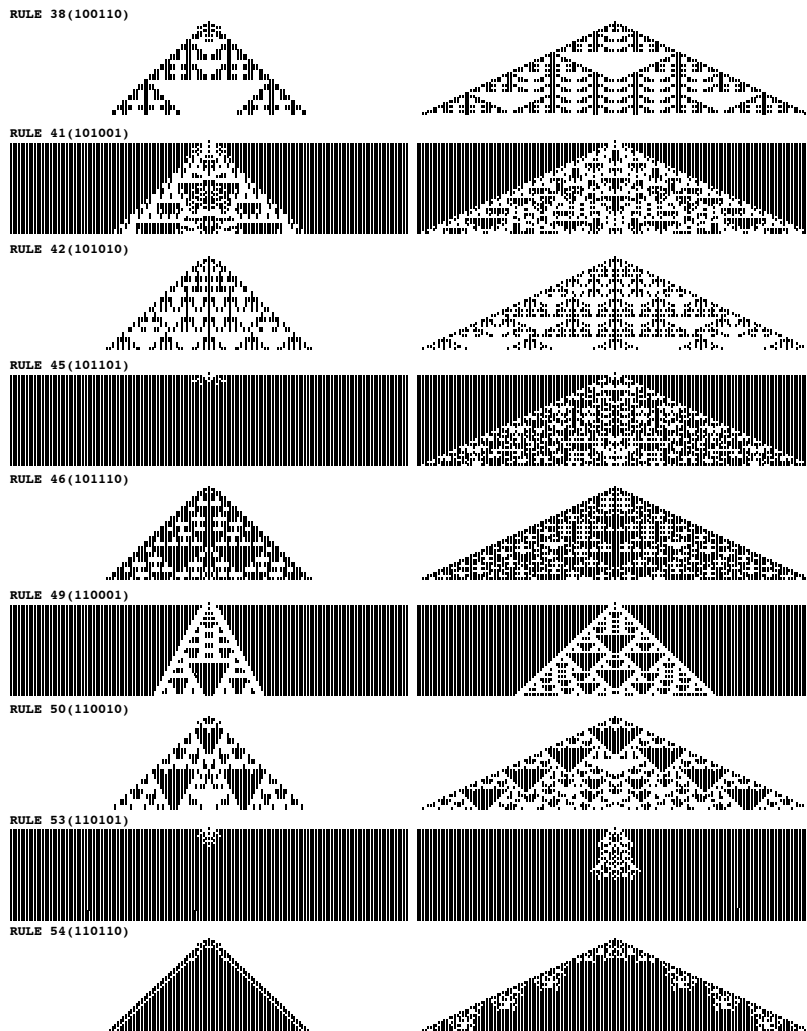 RULE 38(100110)
RULE 41(101001)
RULE 42(101010)
RULE 45(101101)
RULE 46(101110)
RULE 49(110001)
RULE 50(110010)
RULE 53(110101)
RULE 54(110110)